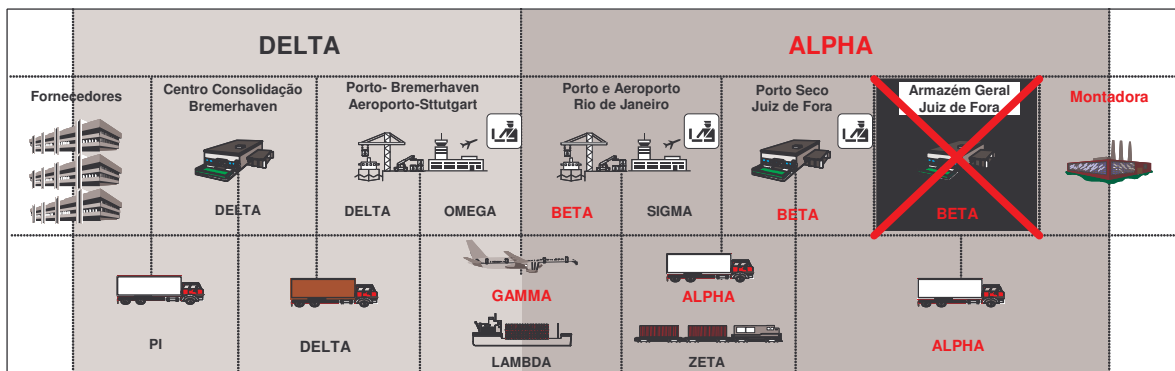 DELTA
ALPHA
Fornecedores
Centro Consolidação
Bremerhaven
Porto- Bremerhaven
Aeroporto-Sttutgart
Porto e Aeroporto
Rio de Janeiro
Porto Seco
Juiz de Fora
Armazém Geral
Juiz de Fora
Montadora
DELTA
DELTA
OMEGA
BETA
SIGMA
BETA
BETA
PI
DELTA
GAMMA
LAMBDA
ALPHA
ZETA
ALPHA